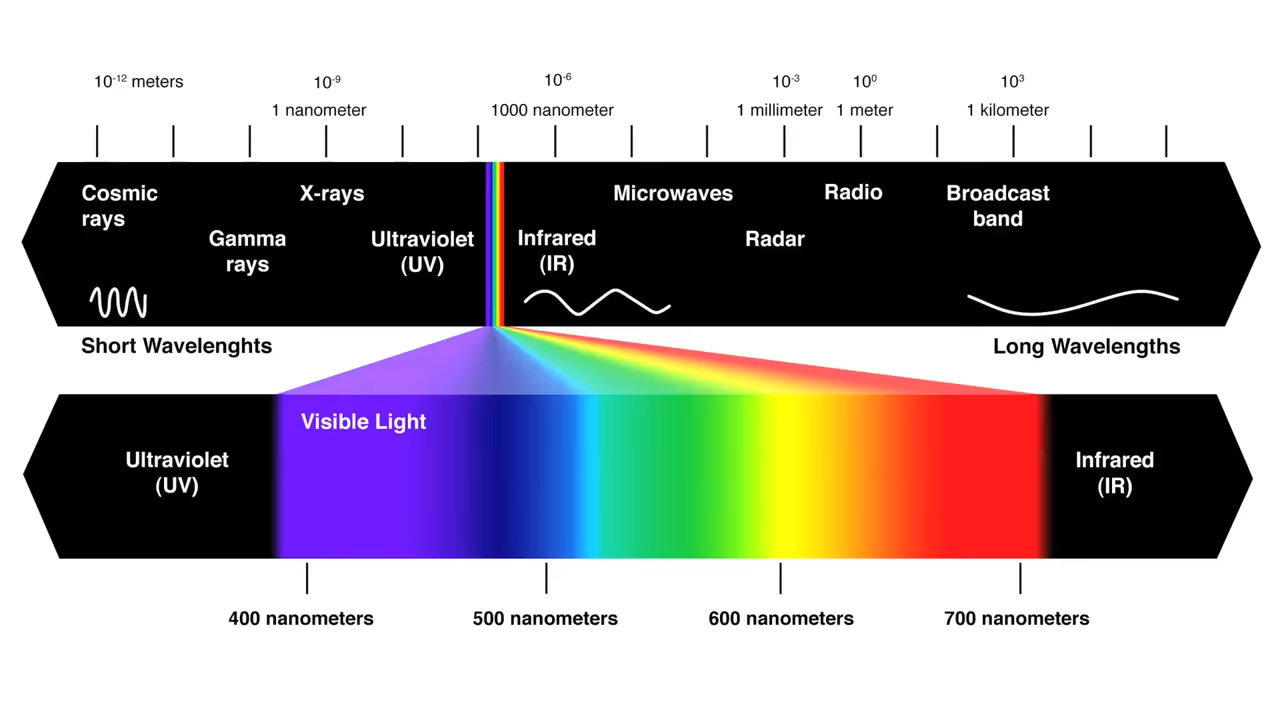 10-12 meters
10-9
10-6
10-3
100
103
1 nanometer
1000 nanometer
1 millimeter
1 meter
1 kilometer
Cosmic
rays
Gamma
rays
X-rays
Ultraviolet
(UV)
Infrared
(IR)
Microwaves
Radar
Radio
Broadcast
band
Short Wavelenghts
Long Wavelengths
Visible Light
Ultraviolet
(UV)
Infrared
(IR)
400 nanometers
500 nanometers
600 nanometers
700 nanometers